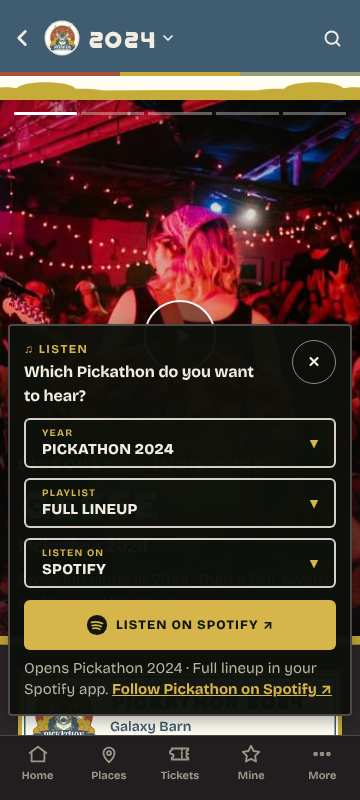 2024
♫ LISTEN
Which Pickathon do you want
to hear?
×
YEAR
PICKATHON 2024
▼
PLAYLIST
FULL LINEUP
▼
LISTEN ON
SPOTIFY
▼
LISTEN ON SPOTIFY ↗
Opens Pickathon 2024 · Full lineup in your
Spotify app. Follow Pickathon on Spotify ↗
Galaxy Barn
Home
Places
Tickets
Mine
More